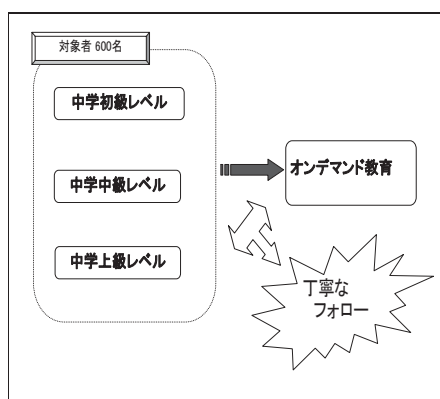 対象者 600名
中学初級レベル
中学中級レベル
中学上級レベル
オンデマンド教育
丁寧な
フォロー